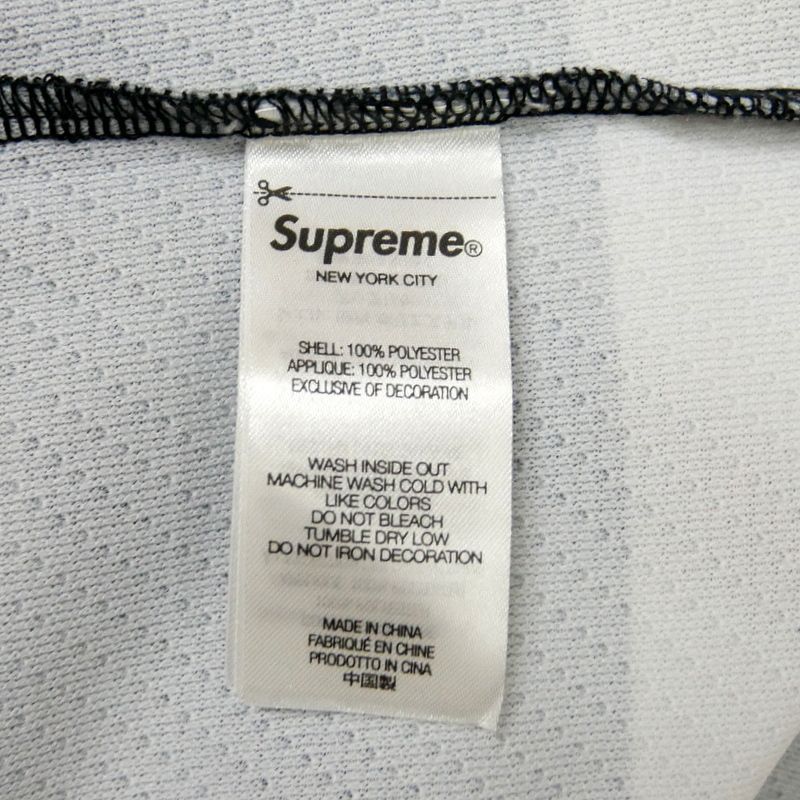 Supreme®
NEW YORK CITY
SHELL: 100% POLYESTER
APPLIQUE: 100% POLYESTER
EXCLUSIVE OF DECORATION
WASH INSIDE OUT
MACHINE WASH COLD WITH
LIKE COLORS
DO NOT BLEACH
TUMBLE DRY LOW
DO NOT IRON DECORATION
MADE IN CHINA
FABRIQUÉ EN CHINE
PRODOTTO IN CINA
中国製